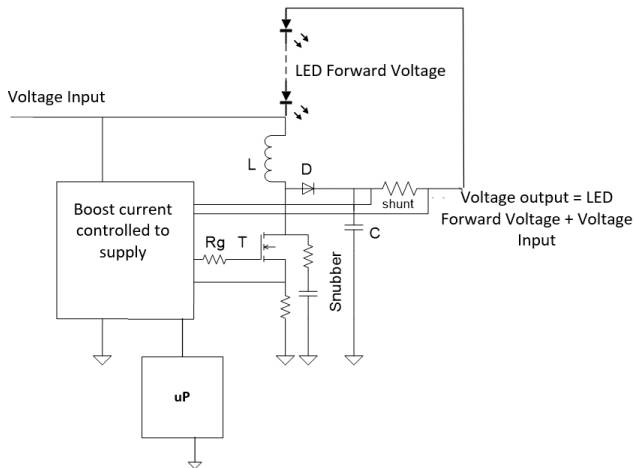 LED Forward Voltage
Voltage Input
L
D
shunt
Voltage output = LED
Forward Voltage + Voltage
Input
Boost current
controlled to
supply
Rg
T
C
Snubber
uP